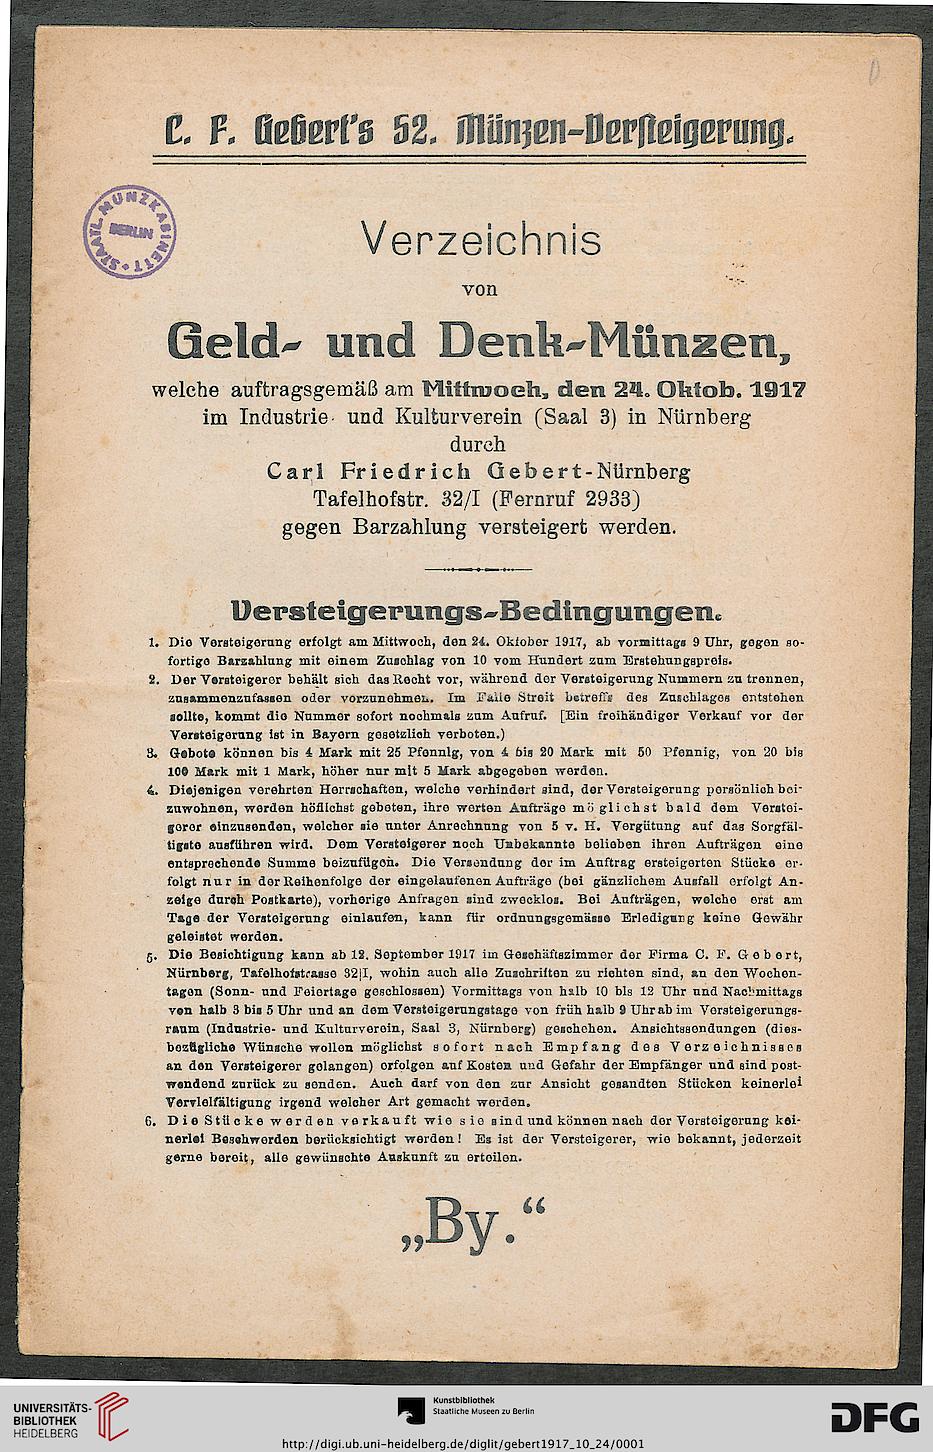 C. F. Gebert's 52. Münzen-Versteigerung.
STAATL. MÜNZKABINETT
BERLIN
Verzeichnis
von
Geld- und Denk-Münzen,
welche auftragsgemäß am Mittwoch, den 24. Oktob. 1917
im Industrie- und Kulturverein (Saal 3) in Nürnberg
durch
Carl Friedrich Gebert-Nürnberg
Tafelhofstr. 32/I (Fernruf 2933)
gegen Barzahlung versteigert werden.
Versteigerungs-Bedingungen.
1. Die Versteigerung erfolgt am Mittwoch, den 24. Oktober 1917, ab vormittags 9 Uhr, gegen so-
fortige Barzahlung mit einem Zuschlag von 10 vom Hundert zum Erstehungspreis.
2. Der Versteigerer behält sich das Recht vor, während der Versteigerung Nummern zu trennen,
zusammenzufassen oder vorzunehmen. Im Falle Streit betreffs des Zuschlages entstehen
sollte, kommt die Nummer sofort nochmals zum Aufruf. [Ein freihändiger Verkauf vor der
Versteigerung ist in Bayern gesetzlich verboten.)
3. Gebote können bis 4 Mark mit 25 Pfennig, von 4 bis 20 Mark mit 50 Pfennig, von 20 bis
100 Mark mit 1 Mark, höher nur mit 5 Mark abgegeben werden.
4. Diejenigen verehrten Herrschaften, welche verhindert sind, der Versteigerung persönlich bei-
zuwohnen, werden höflichst gebeten, ihre werten Aufträge möglichst bald dem Verstei-
gerer einzusenden, welcher sie unter Anrechnung von 5 v. H. Vergütung auf das Sorgfäl-
tigste ausführen wird. Dem Versteigerer noch Unbekannte belieben ihren Aufträgen eine
entsprechende Summe beizufügen. Die Versendung der im Auftrag ersteigerten Stücke er-
folgt nur in der Reihenfolge der eingelaufenen Aufträge (bei gänzlichem Ausfall erfolgt An-
zeige durch Postkarte), vorherige Anfragen sind zwecklos. Bei Aufträgen, welche erst am
Tage der Versteigerung einlaufen, kann für ordnungsgemässe Erledigung keine Gewähr
geleistet werden.
5. Die Besichtigung kann ab 12. September 1917 im Geschäftszimmer der Firma C. F. Gebert,
Nürnberg, Tafelhofstrasse 32|I, wohin auch alle Zuschriften zu richten sind, an den Wochen-
tagen (Sonn- und Feiertage geschlossen) Vormittags von halb 10 bis 12 Uhr und Nachmittags
von halb 3 bis 5 Uhr und an dem Versteigerungstage von früh halb 9 Uhr ab im Versteigerungs-
raum (Industrie- und Kulturverein, Saal 3, Nürnberg) geschehen. Ansichtssendungen (dies-
bezügliche Wünsche wollen möglichst sofort nach Empfang des Verzeichnisses
an den Versteigerer gelangen) erfolgen auf Kosten und Gefahr der Empfänger und sind post-
wendend zurück zu senden. Auch darf von den zur Ansicht gesandten Stücken keinerlei
Vervielfältigung irgend welcher Art gemacht werden.
6. Die Stücke werden verkauft wie sie sind und können nach der Versteigerung kei-
nerlei Beschwerden berücksichtigt werden! Es ist der Versteigerer, wie bekannt, jederzeit
gerne bereit, alle gewünschte Auskunft zu erteilen.
„By.“
UNIVERSITÄTS-
BIBLIOTHEK
HEIDELBERG
Kunstbibliothek
Staatliche Museen zu Berlin
DFG
http://digi.ub.uni-heidelberg.de/diglit/gebert1917_10_24/0001